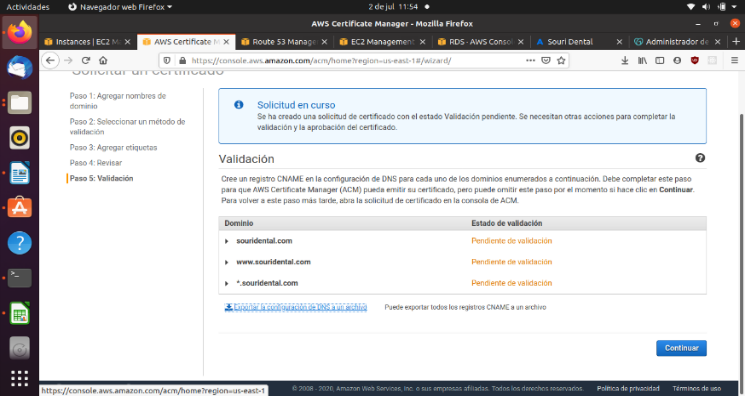 Actividades
Navegador web Firefox
2 de jul 11:54
AWS Certificate Manager - Mozilla Firefox
Instances | EC2 M
AWS Certificate M
Route 53 Manage
EC2 Management
RDS - AWS Conso
Souri Dental
Administrador de
https://console.aws.amazon.com/acm/home?region=us-east-1#/wizard/
Solicitar un certificado
Paso 1: Agregar nombres de
dominio
Paso 2: Seleccionar un método de
validación
Paso 3: Agregar etiquetas
Paso 4: Revisar
Paso 5: Validación
Solicitud en curso
Se ha creado una solicitud de certificado con el estado Validación pendiente. Se necesitan otras acciones para completar la
validación y la aprobación del certificado.
Validación
Cree un registro CNAME en la configuración de DNS para cada uno de los dominios enumerados a continuación. Debe completar este paso
para que AWS Certificate Manager (ACM) pueda emitir su certificado, pero puede omitir este paso por el momento si hace clic en Continuar.
Para volver a este paso más tarde, abra la solicitud de certificado en la consola de ACM.
Dominio Estado de validación
souridental.com Pendiente de validación
www.souridental.com Pendiente de validación
*.souridental.com Pendiente de validación
Exportar la configuración de DNS a un archivo Puede exportar todos los registros CNAME a un archivo
Continuar
https://console.aws.amazon.com/acm/home?region=us-east-1
© 2008 - 2020, Amazon Web Services, Inc. o sus empresas afiliadas. Todos los derechos reservados. Política de privacidad Términos de uso